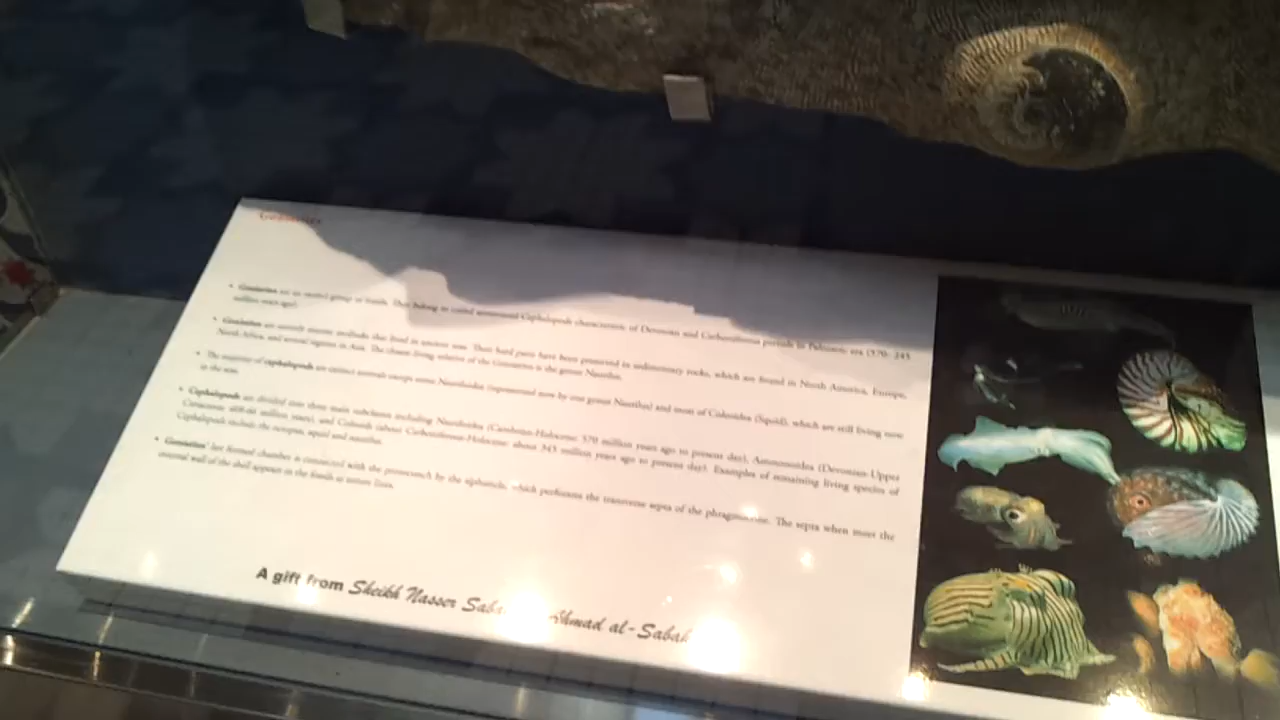 Goniatites
• Goniatites are an extinct group of fossils. They belong to coiled ammonoid Cephalopods characteristic of Devonian and Carboniferous periods in Paleozoic era (570- 245
million years ago).
• Goniatites are aquatic marine mollusks that lived in ancient seas. Their hard parts have been preserved in sedimentary rocks, which are found in North America, Europe,
North Africa, and several regions in Asia. The closest living relative of the Goniatites is the genus Nautilus.
• The majority of cephalopods are extinct animals except some Nautiloidea (represented now by one genus Nautilus) and most of Coleoidea (Squid), which are still living now
in the seas.
• Cephalopods are divided into three main subclasses including Nautiloidea (Cambrian-Holocene: 570 million years ago to present day), Ammonoidea (Devonian-Upper
Cretaceous: million years), and Coleoids (about Carboniferous-Holocene: about 345 million years ago to present day). Examples of remaining living species of
Cephalopods include the octopus, squid and nautilus.
• Goniatites' last formed chamber is connected with the protoconch by the siphuncle, which perforates the transverse septa of the phragmocone. The septa when meet the
internal wall of the shell appear in the fossils as suture lines.
A gift from Sheikh Nasser Sabah Ahmad al-Sabah